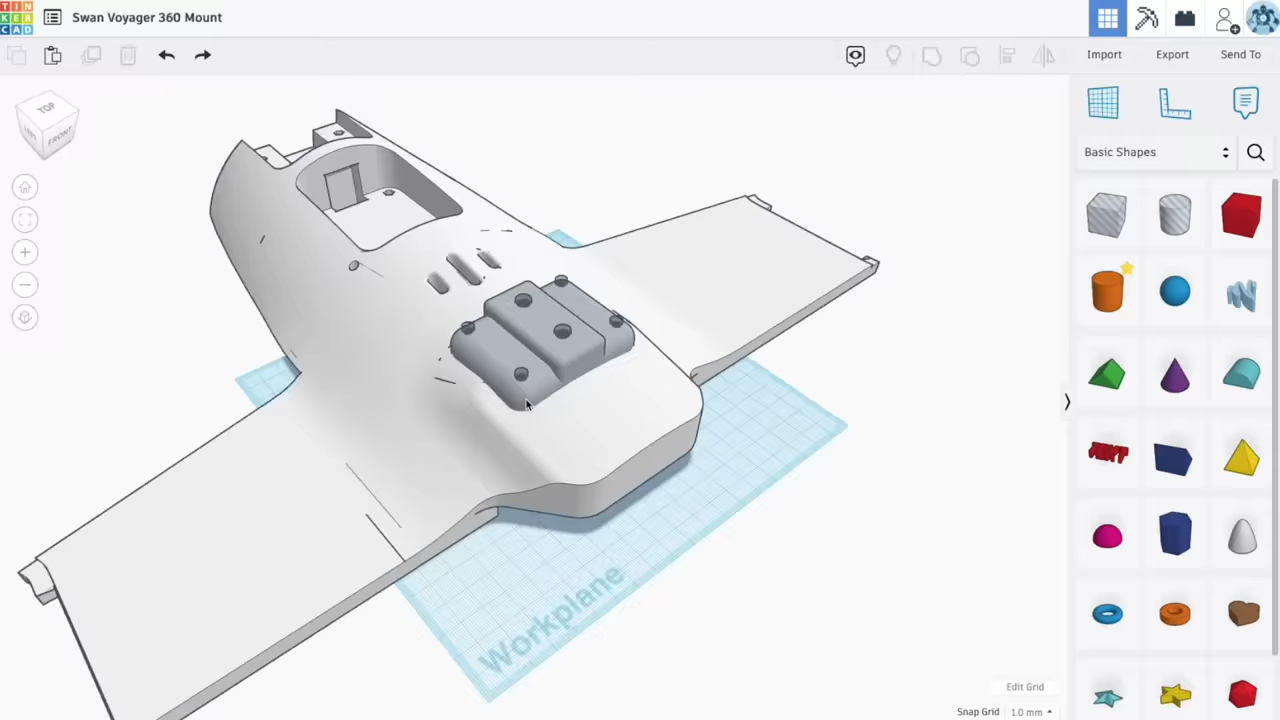 TIN
KER
CAD
Swan Voyager 360 Mount
Import
Export
Send To
TOP
LEFT
FRONT
Basic Shapes
Workplane
Edit Grid
Snap Grid
1.0 mm